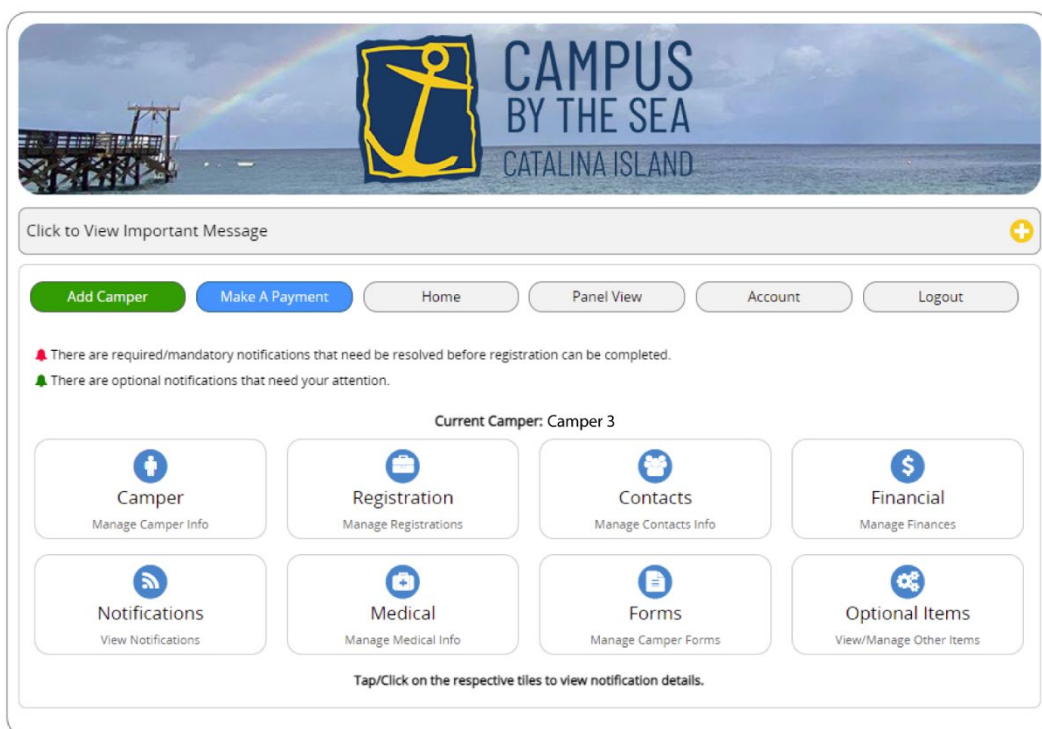 CAMPUS
BY THE SEA
CATALINA ISLAND
Click to View Important Message
Add Camper Make A Payment Home Panel View Account Logout
There are required/mandatory notifications that need be resolved before registration can be completed.
There are optional notifications that need your attention.
Current Camper: Camper 3
Camper Registration Contacts Financial
Manage Camper Info Manage Registrations Manage Contacts Info Manage Finances
Notifications Medical Forms Optional Items
View Notifications Manage Medical Info Manage Camper Forms View/Manage Other Items
Tap/Click on the respective tiles to view notification details.